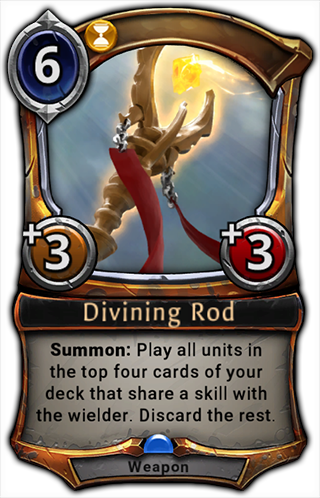 6
+3
+3
Divining Rod
Summon: Play all units in
the top four cards of your
deck that share a skill with
the wielder. Discard the rest.
Weapon